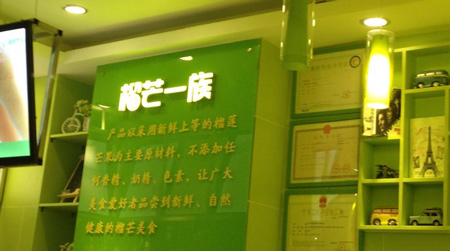 榴芒一族
产品以采用新鲜上等的榴莲
芒果为主要原材料，不添加任
何香精、奶精、色素，让广大
美食爱好者品尝到新鲜、自然
健康的榴芒美食